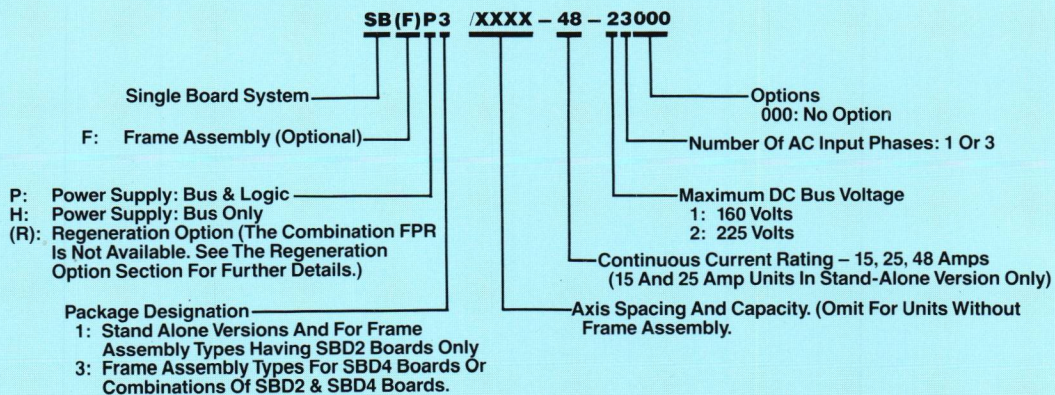 SB(F)P3 /XXXX – 48 – 23000
Single Board System
F: Frame Assembly (Optional)
P: Power Supply: Bus & Logic
H: Power Supply: Bus Only
(R): Regeneration Option (The Combination FPR
Is Not Available. See The Regeneration
Option Section For Further Details.)
Package Designation
1: Stand Alone Versions And For Frame
Assembly Types Having SBD2 Boards Only
3: Frame Assembly Types For SBD4 Boards Or
Combinations Of SBD2 & SBD4 Boards.
Options
000: No Option
Number Of AC Input Phases: 1 Or 3
Maximum DC Bus Voltage
1: 160 Volts
2: 225 Volts
Continuous Current Rating – 15, 25, 48 Amps
(15 And 25 Amp Units In Stand-Alone Version Only)
Axis Spacing And Capacity. (Omit For Units Without
Frame Assembly.